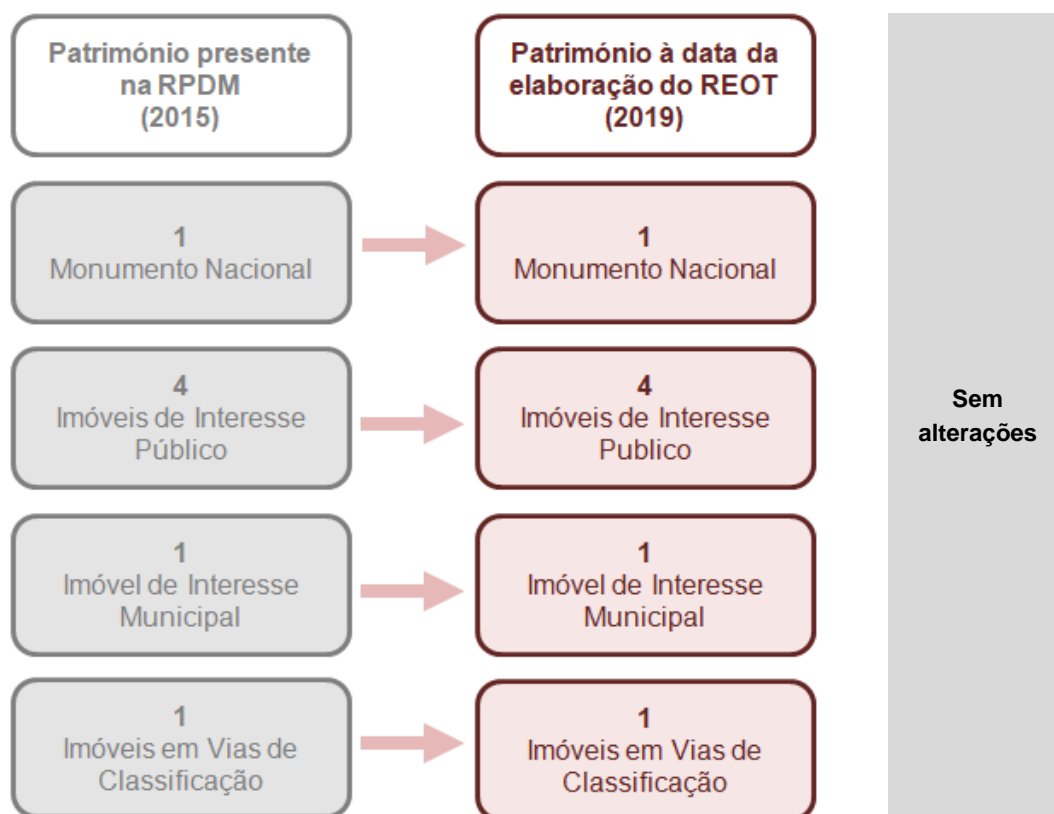 Património presente
na RPDM
(2015)
Património à data da
elaboração do REOT
(2019)
1
Monumento Nacional
1
Monumento Nacional
4
Imóveis de Interesse
Público
4
Imóveis de Interesse
Publico
1
Imóvel de Interesse
Municipal
1
Imóvel de Interesse
Municipal
1
Imóveis em Vias de
Classificação
1
Imóveis em Vias de
Classificação
Sem
alterações